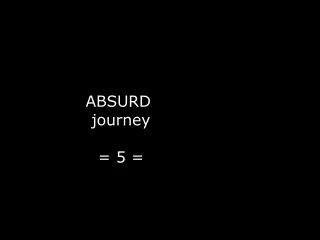 ABSURD
journey
= 5 =